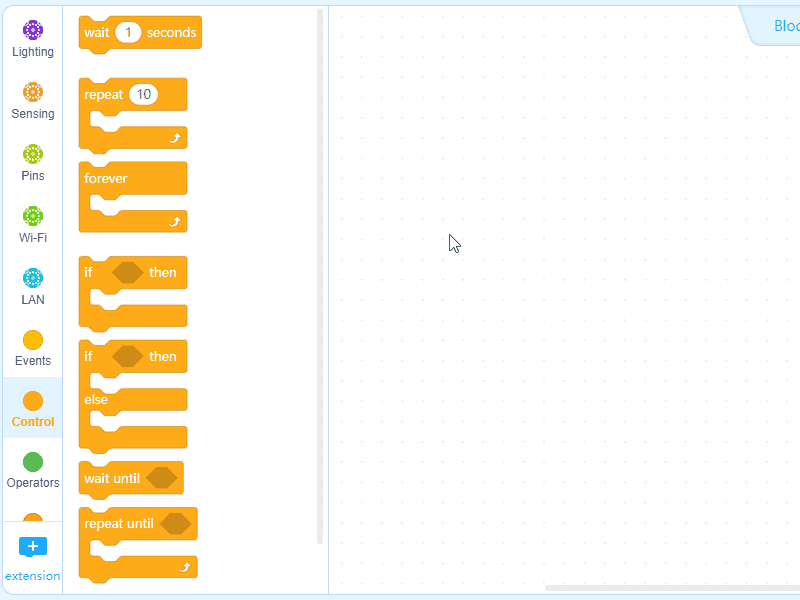 Lighting
Sensing
Pins
Wi-Fi
LAN
Events
Control
Operators
extension
wait 1 seconds
repeat 10
forever
if then
if then
else
wait until
repeat until